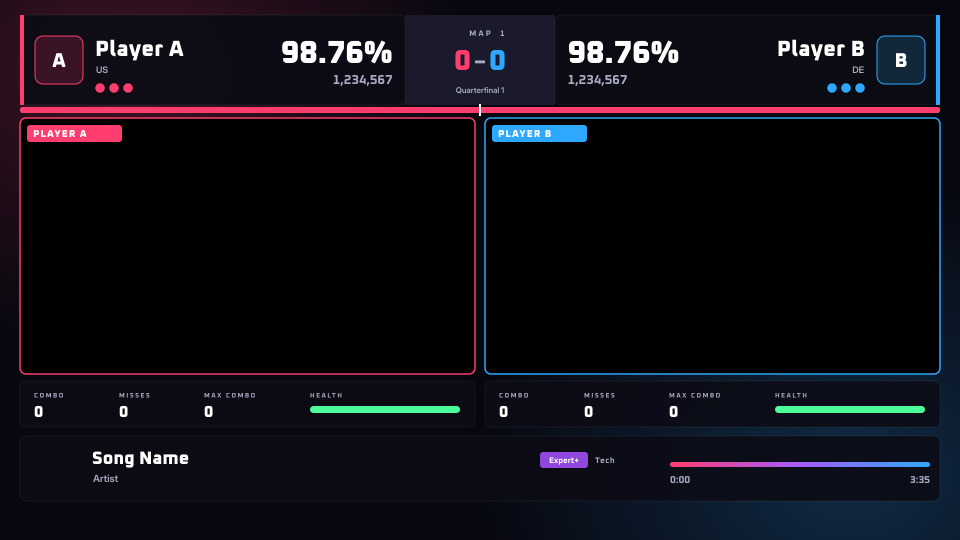 A
Player A
US
98.76%
1,234,567
MAP 1
0-0
Quarterfinal 1
98.76%
1,234,567
Player B
DE
B
PLAYER A
PLAYER B
COMBO MISSES MAX COMBO HEALTH
0 0 0
COMBO MISSES MAX COMBO HEALTH
0 0 0
Song Name
Artist
Expert+ Tech
0:00 3:35